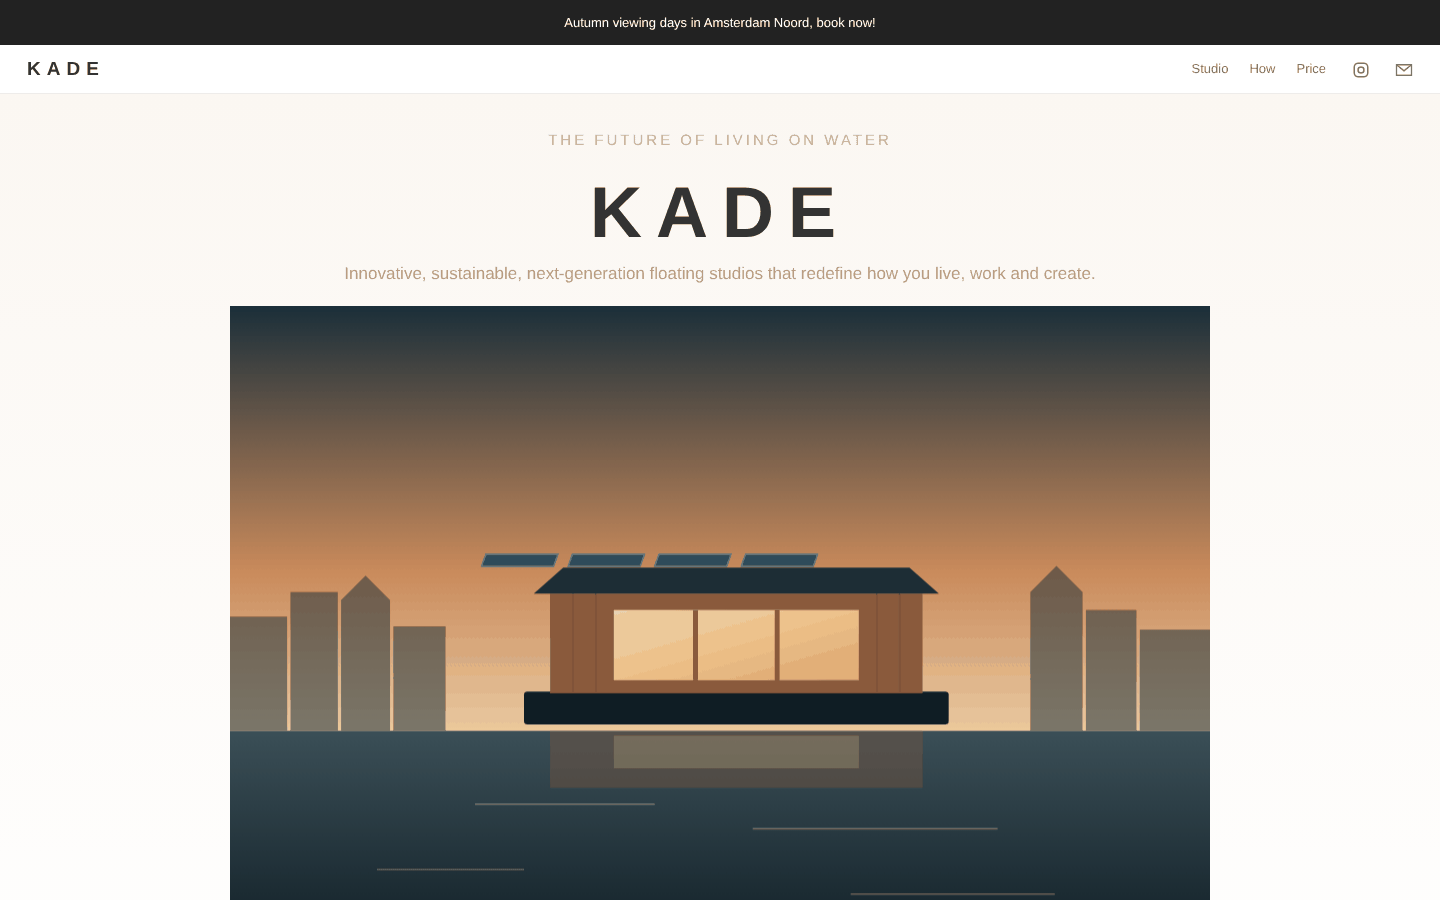 Autumn viewing days in Amsterdam Noord, book now!
KADE
Studio How Price
THE FUTURE OF LIVING ON WATER
KADE
Innovative, sustainable, next-generation floating studios that redefine how you live, work and create.